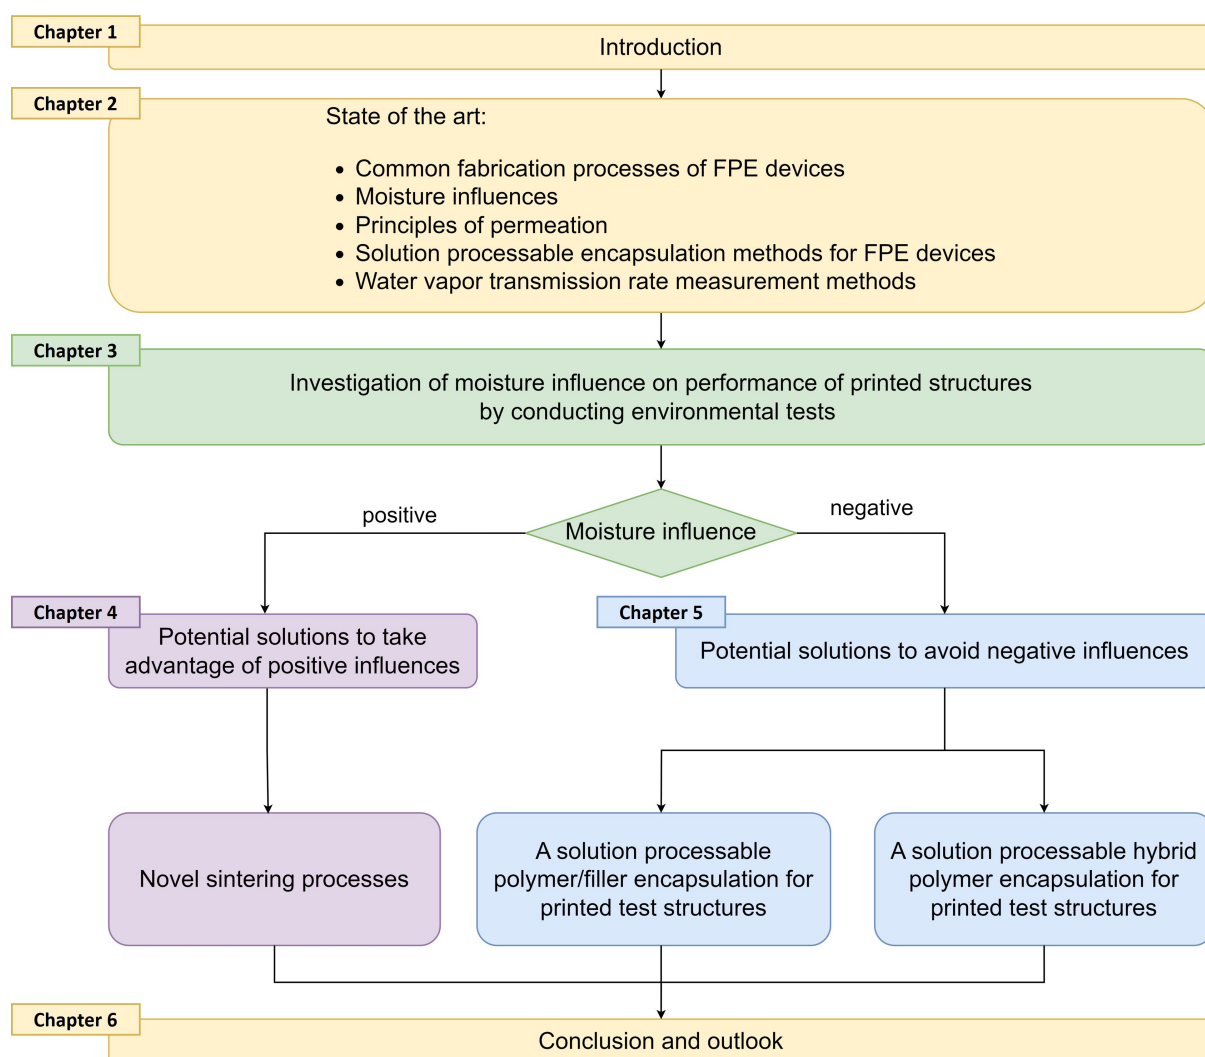 Chapter 1
Introduction
Chapter 2
State of the art:
• Common fabrication processes of FPE devices
• Moisture influences
• Principles of permeation
• Solution processable encapsulation methods for FPE devices
• Water vapor transmission rate measurement methods
Chapter 3
Investigation of moisture influence on performance of printed structures
by conducting environmental tests
positive
Moisture influence
negative
Chapter 4
Potential solutions to take
advantage of positive influences
Chapter 5
Potential solutions to avoid negative influences
Novel sintering processes
A solution processable
polymer/filler encapsulation for
printed test structures
A solution processable hybrid
polymer encapsulation for
printed test structures
Chapter 6
Conclusion and outlook